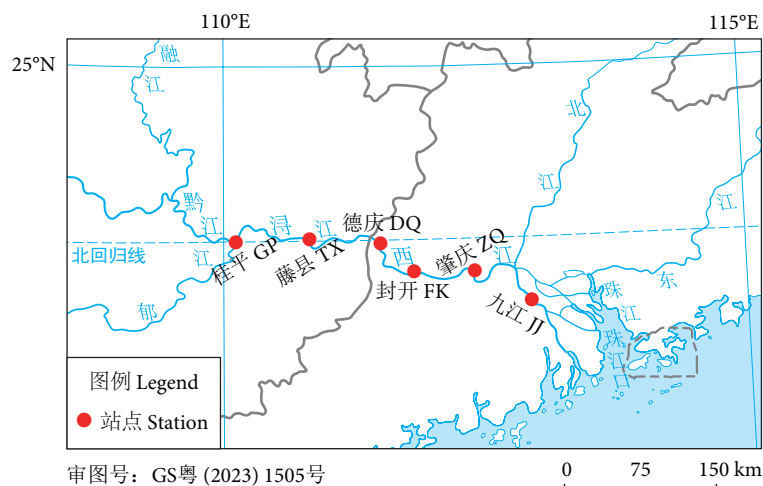 110°E
115°E
25°N
融
江
北
江
黔
江
浔
江
德庆 DQ
西
江
江
北回归线
江
桂平 GP
藤县 TX
肇庆 ZQ
封开 FK
九江 JJ
东
郁
珠
江
珠
江
口
图例 Legend
站点 Station
审图号：GS粤 (2023) 1505号
0 75 150 km